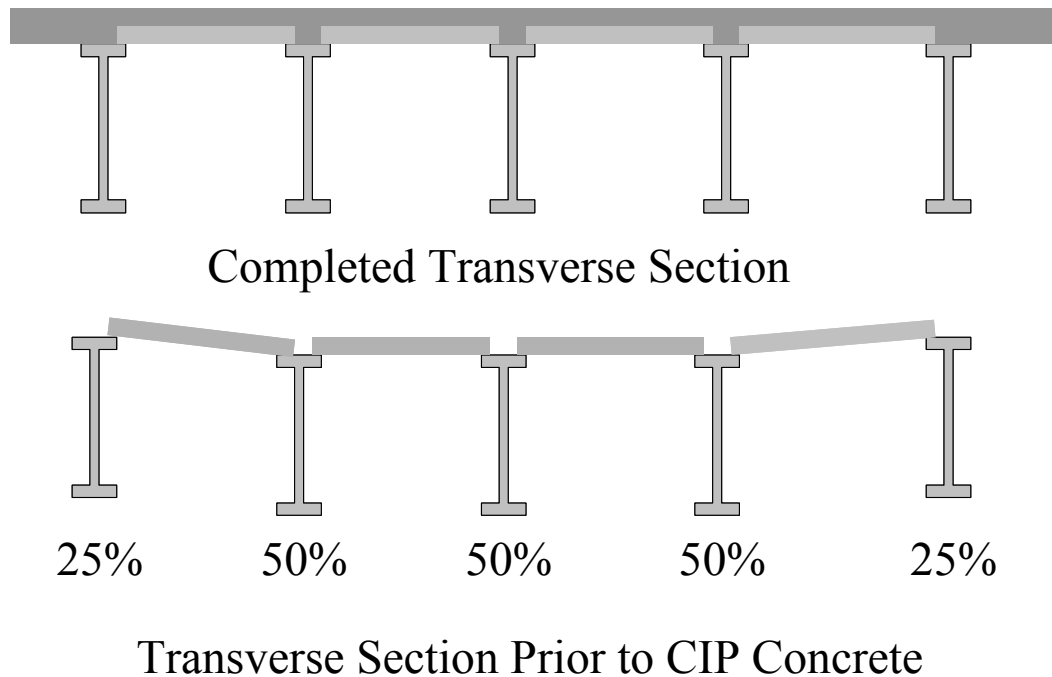 Completed Transverse Section
25% 50% 50% 50% 25%
Transverse Section Prior to CIP Concrete